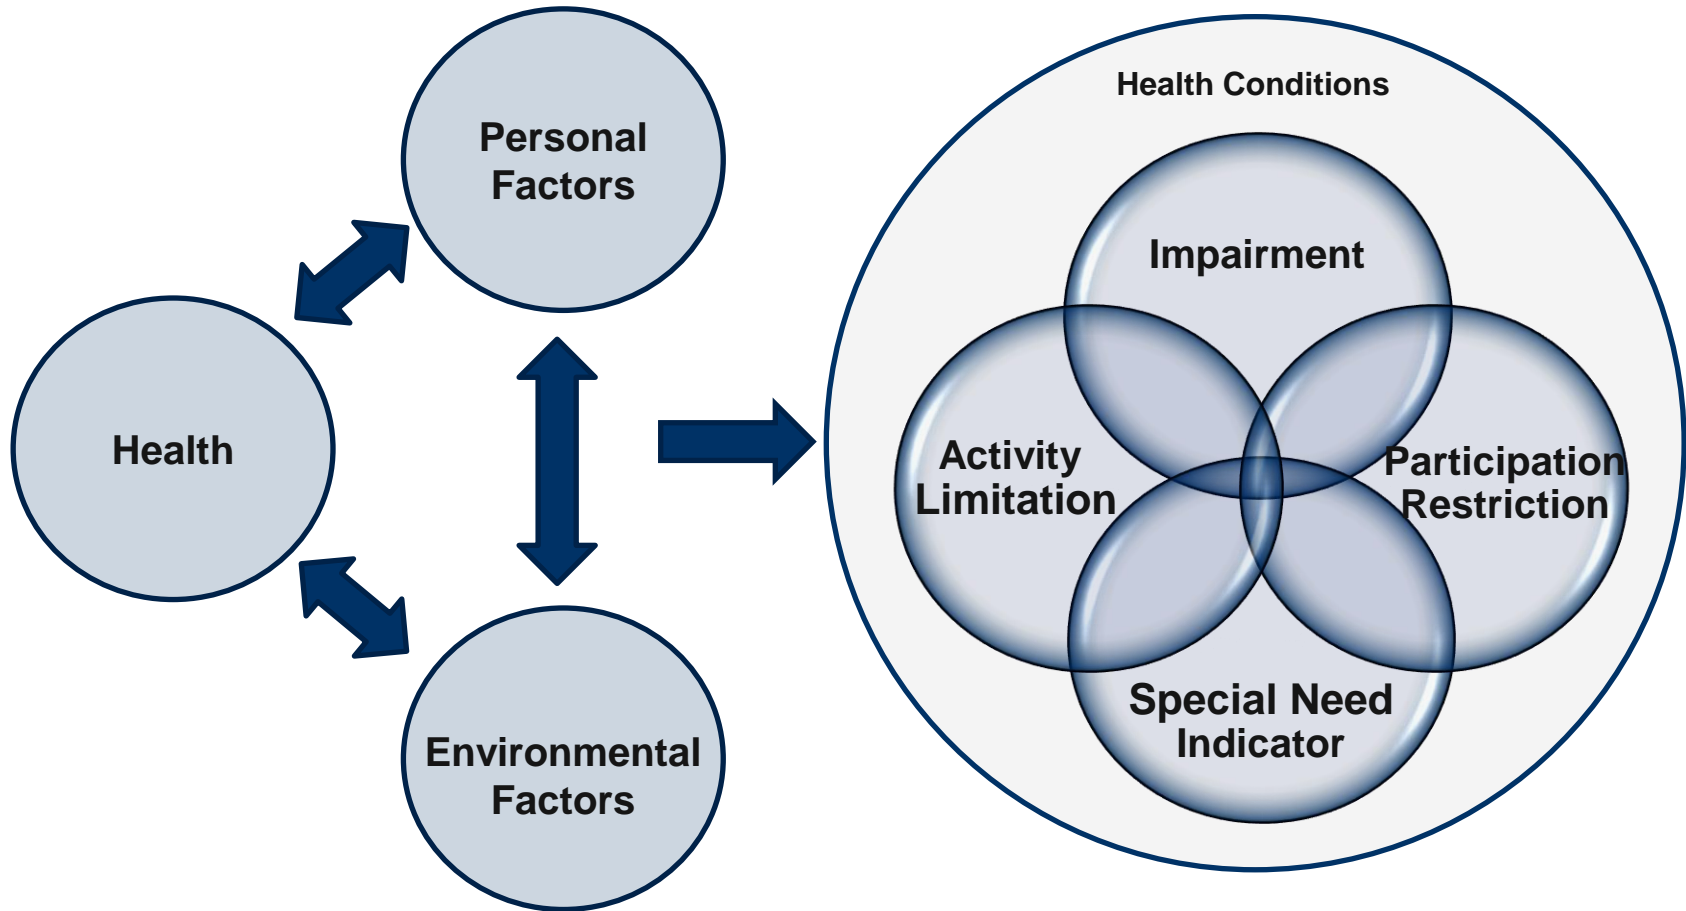 Personal
Factors
Health
Environmental
Factors
Health Conditions
Impairment
Activity
Limitation
Participation
Restriction
Special Need
Indicator